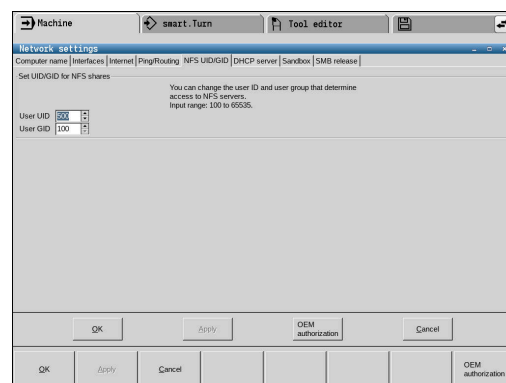 Machine smart.Turn Tool editor
Network settings
Computer name Interfaces Internet Ping/Routing NFS UID/GID DHCP server Sandbox SMB release
Set UID/GID for NFS shares
You can change the user ID and user group that determine
access to NFS servers.
Input range: 100 to 65535.
User UID 500
User GID 100
OK Apply OEM authorization Cancel
OK Apply Cancel OEM authorization